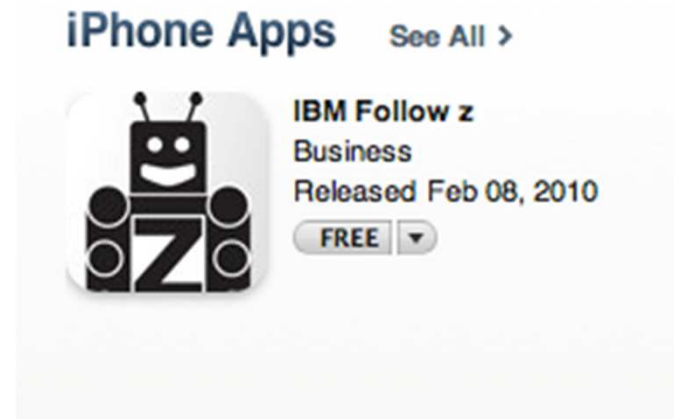 iPhone Apps See All >
IBM Follow z
Business
Released Feb 08, 2010
FREE
Z